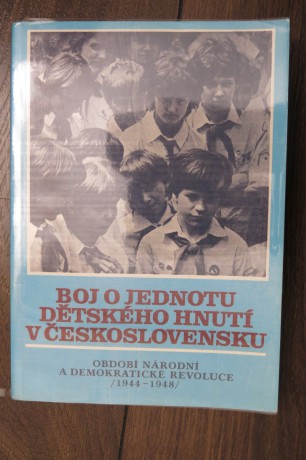 BOJ O JEDNOTU
DĚTSKÉHO HNUTÍ
V ČESKOSLOVENSKU
OBDOBÍ NÁRODNÍ
A DEMOKRATICKÉ REVOLUCE
/1944-1948/